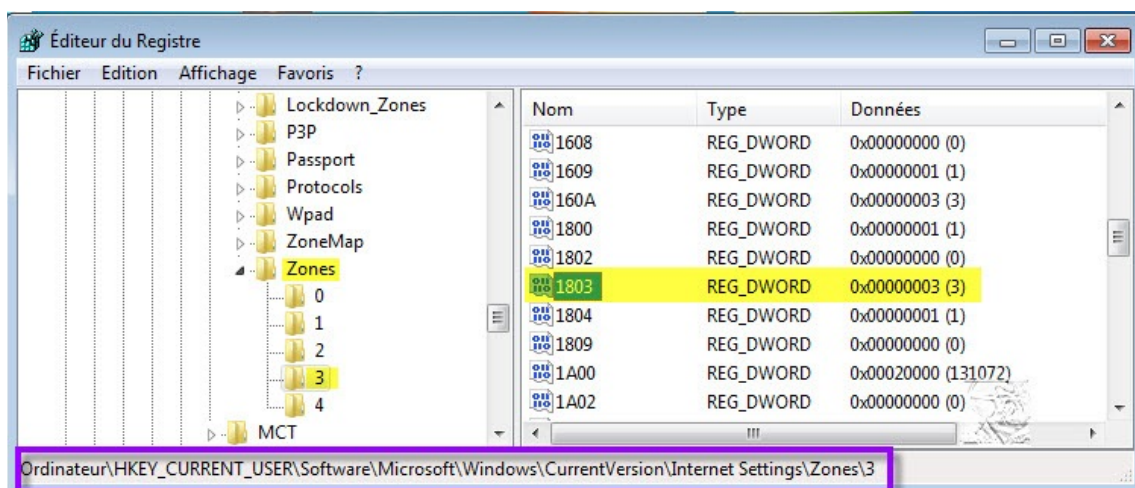 Éditeur du Registre
Fichier Edition Affichage Favoris ?
Lockdown_Zones
P3P
Passport
Protocols
Wpad
ZoneMap
Zones
0
1
2
3
4
MCT
Nom Type Données
1608 REG_DWORD 0x00000000 (0)
1609 REG_DWORD 0x00000001 (1)
160A REG_DWORD 0x00000003 (3)
1800 REG_DWORD 0x00000001 (1)
1802 REG_DWORD 0x00000000 (0)
1803 REG_DWORD 0x00000003 (3)
1804 REG_DWORD 0x00000001 (1)
1809 REG_DWORD 0x00000000 (0)
1A00 REG_DWORD 0x00020000 (131072)
1A02 REG_DWORD 0x00000000 (0)
Ordinateur\HKEY_CURRENT_USER\Software\Microsoft\Windows\CurrentVersion\Internet Settings\Zones\3